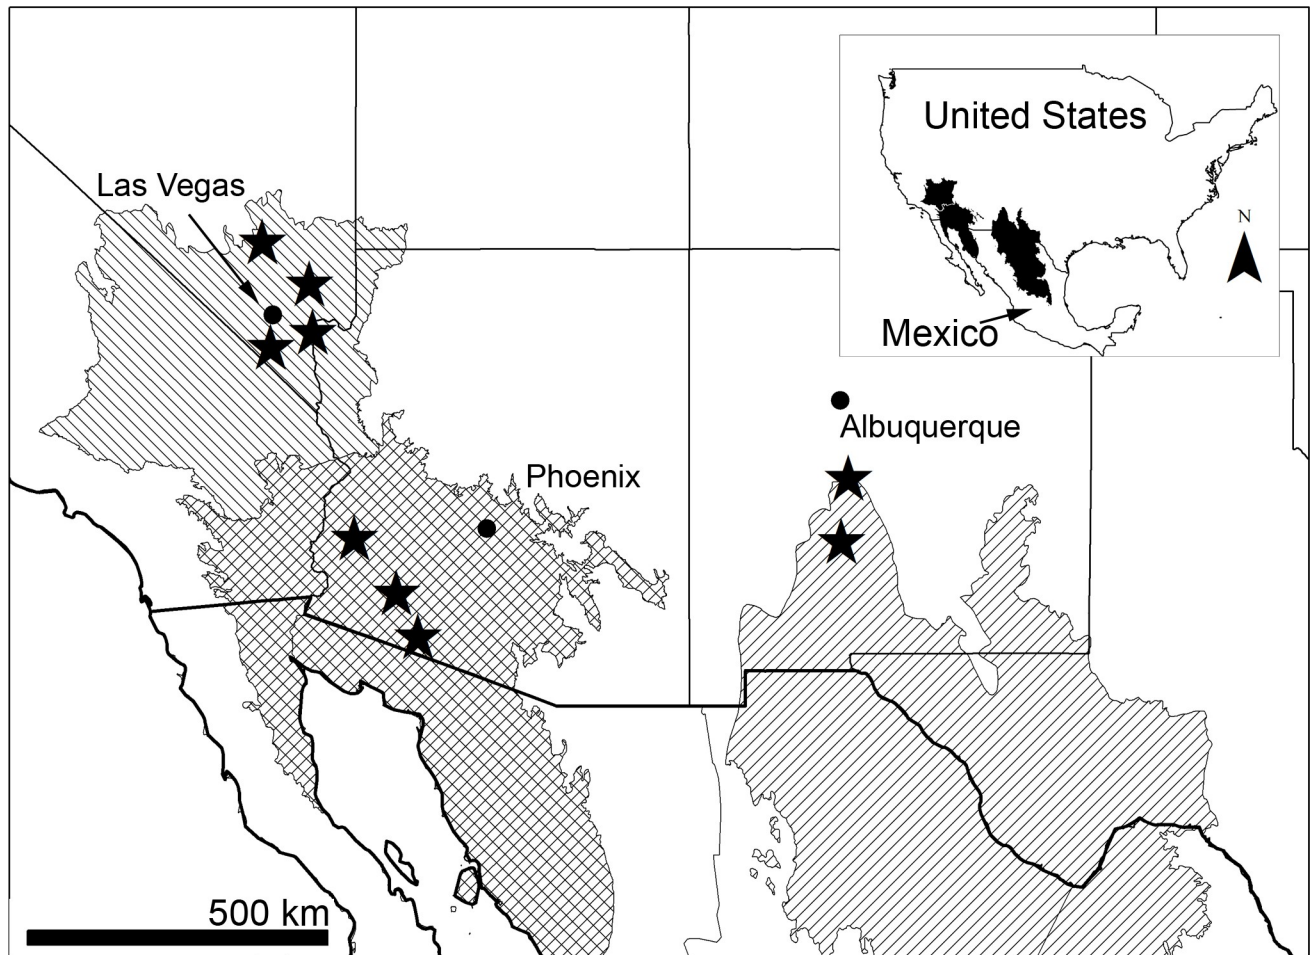 United States
Las Vegas
N
Mexico
Albuquerque
Phoenix
500 km